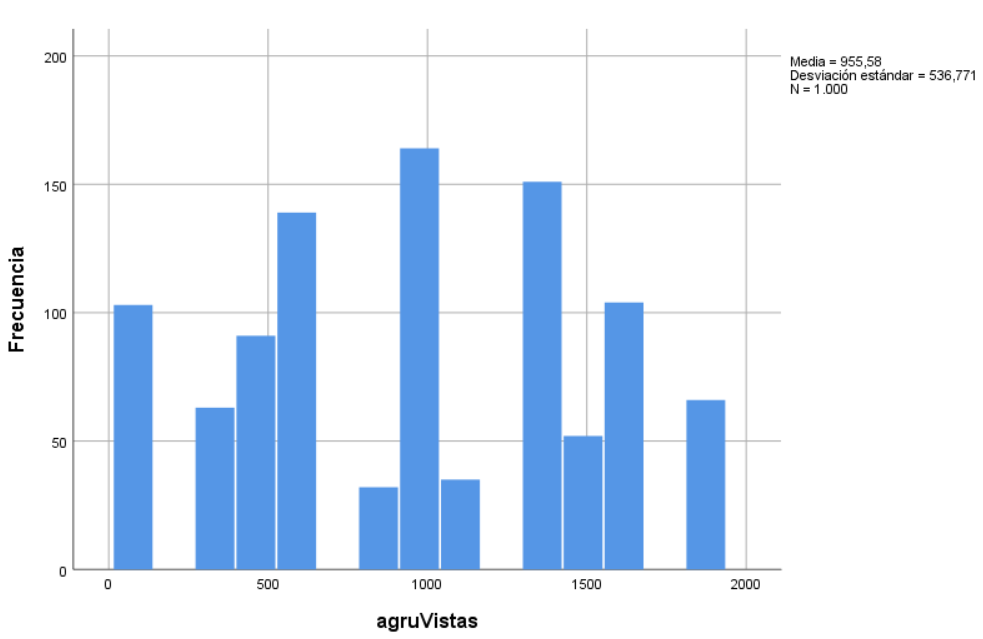 200
150
100
50
0
Frecuencia
0 500 1000 1500 2000
agruVistas
Media = 955,58
Desviación estándar = 536,771
N = 1.000